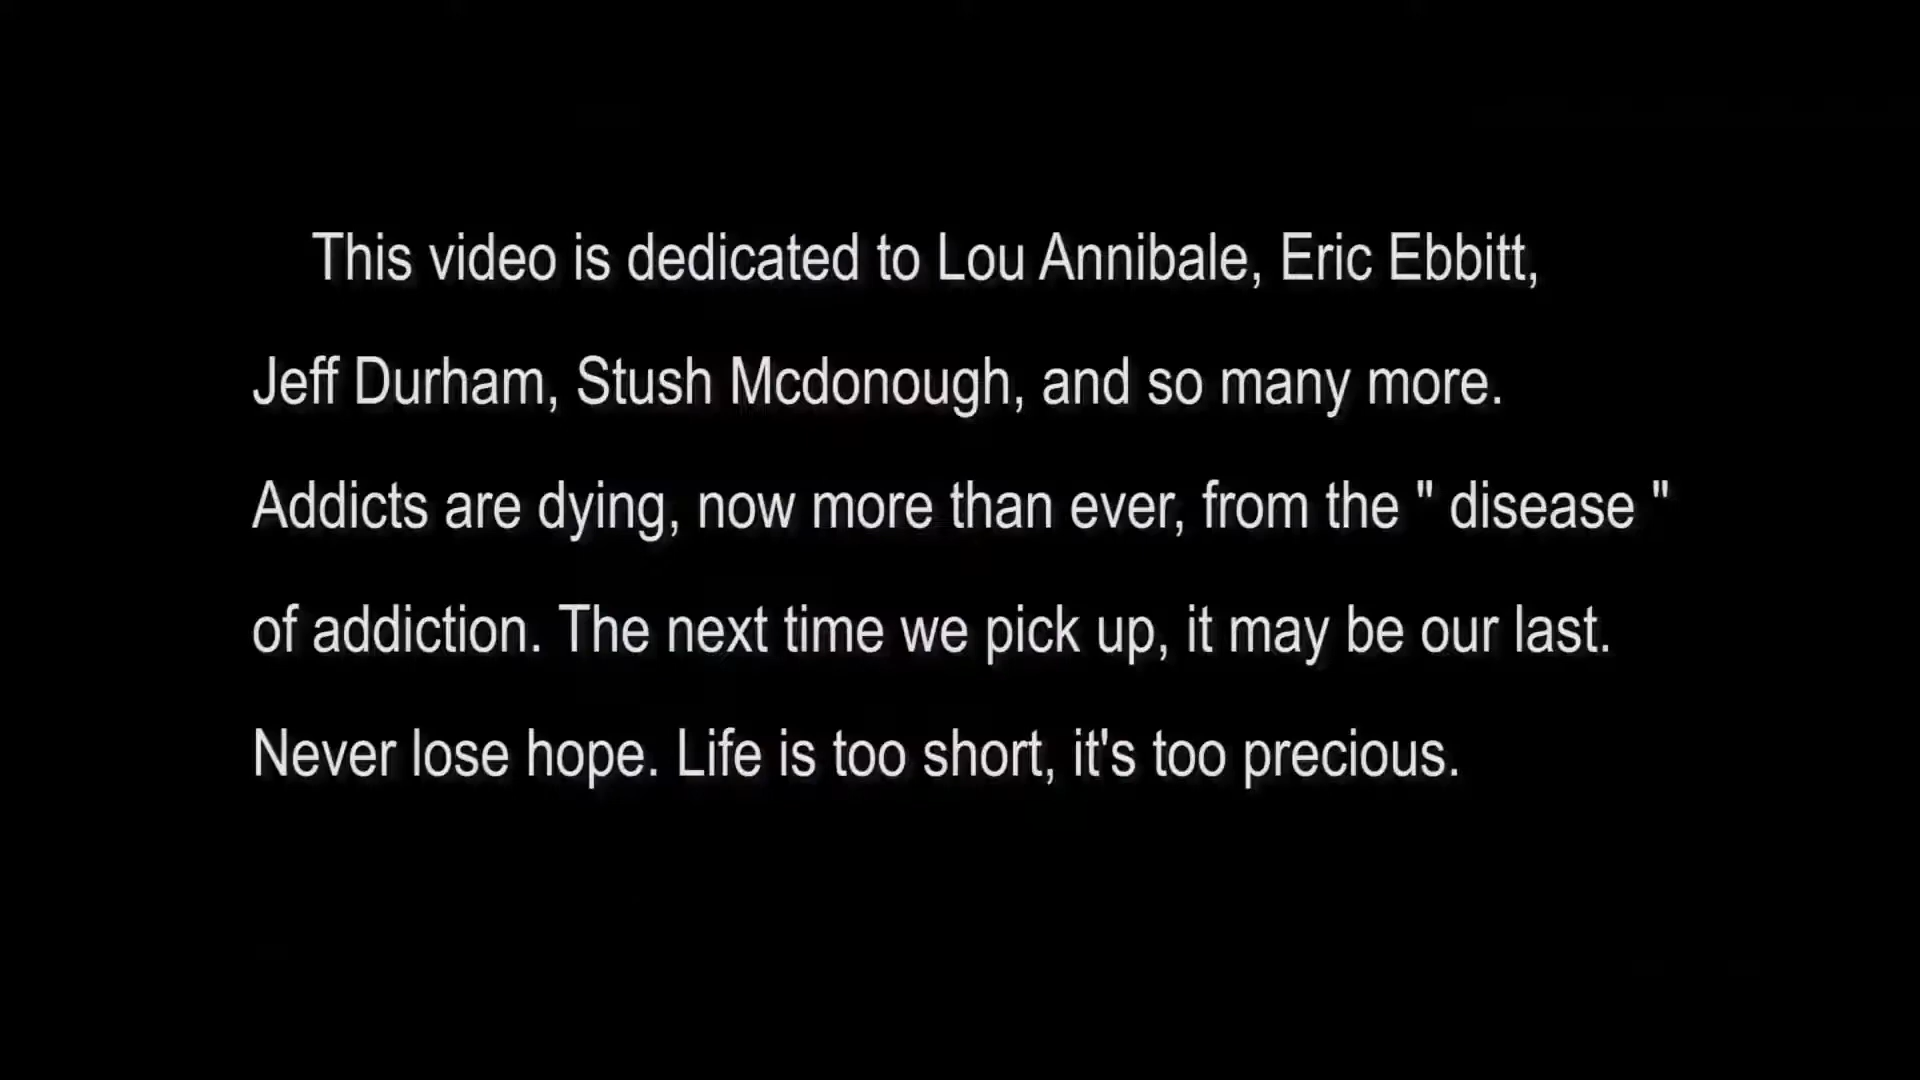 This video is dedicated to Lou Annibale, Eric Ebbitt,
Jeff Durham, Stush Mcdonough, and so many more.
Addicts are dying, now more than ever, from the " disease "
of addiction. The next time we pick up, it may be our last.
Never lose hope. Life is too short, it's too precious.